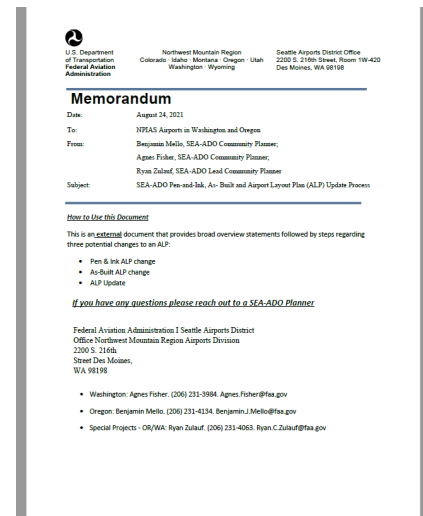 U.S. Department
of Transportation
Federal Aviation
Administration
Northwest Mountain Region
Colorado · Idaho · Montana · Oregon · Utah
Washington · Wyoming
Seattle Airports District Office
2200 S. 216th Street, Room 1W-420
Des Moines, WA 98198
Memorandum
Date: August 24, 2021
To: NPIAS Airports in Washington and Oregon
From: Benjamin Mello, SEA-ADO Community Planner;
Agnes Fisher, SEA-ADO Community Planner;
Ryan Zulauf, SEA-ADO Lead Community Planner
Subject: SEA-ADO Pen-and-Ink, As- Built and Airport Layout Plan (ALP) Update Process
How to Use this Document
This is an external document that provides broad overview statements followed by steps regarding
three potential changes to an ALP:
• Pen & Ink ALP change
• As-Built ALP change
• ALP Update
If you have any questions please reach out to a SEA-ADO Planner
Federal Aviation Administration I Seattle Airports District
Office Northwest Mountain Region Airports Division
2200 S. 216th
Street Des Moines,
WA 98198
• Washington: Agnes Fisher. (206) 231-3984. Agnes.Fisher@faa.gov
• Oregon: Benjamin Mello. (206) 231-4134. Benjamin.J.Mello@faa.gov
• Special Projects - OR/WA: Ryan Zulauf. (206) 231-4063. Ryan.C.Zulauf@faa.gov